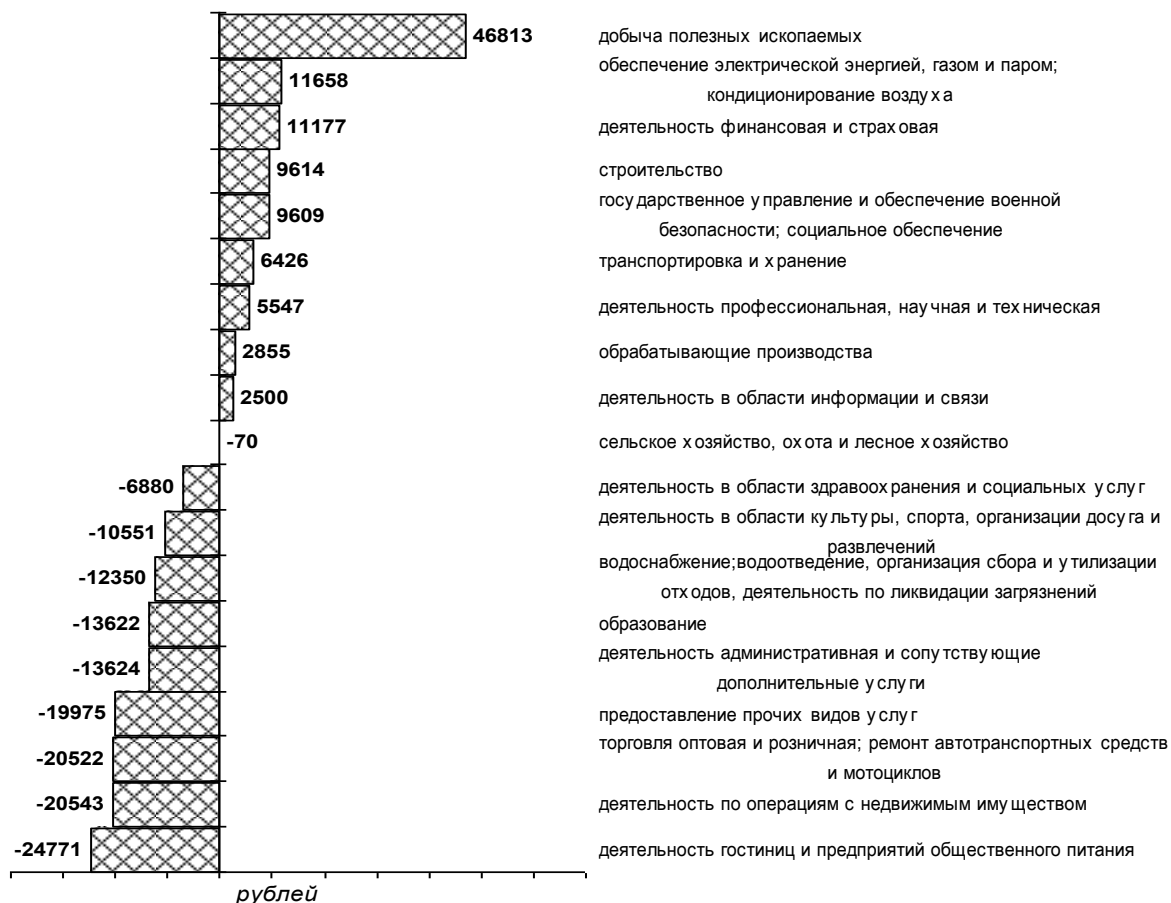 46813 добыча полезных ископаемых
обеспечение электрической энергией, газом и паром;
11658
кондиционирование воздуха
11177 деятельность финансовая и страховая
9614 строительство
государственное управление и обеспечение военной
9609
безопасности; социальное обеспечение
6426 транспортировка и хранение
5547 деятельность профессиональная, научная и техническая
2855 обрабатывающие производства
2500 деятельность в области информации и связи
-70 сельское хозяйство, охота и лесное хозяйство
-6880 деятельность в области здравоохранения и социальных услуг
деятельность в области культуры, спорта, организации досуга и
-10551
развлечений
водоснабжение;водоотведение, организация сбора и утилизации
-12350
отходов, деятельность по ликвидации загрязнений
-13622 образование
деятельность административная и сопутствующие
-13624
дополнительные услуги
-19975 предоставление прочих видов услуг
торговля оптовая и розничная; ремонт автотранспортных средств
-20522
и мотоциклов
-20543 деятельность по операциям с недвижимым имуществом
-24771 деятельность гостиниц и предприятий общественного питания
рублей